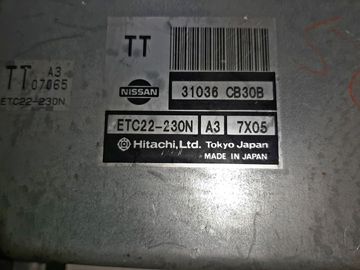 TT
NISSAN
31036 CB30B
ETC22-230N A3 7X05
Hitachi, Ltd. Tokyo Japan
MADE IN JAPAN
TT A3
07065
ETC22-230N